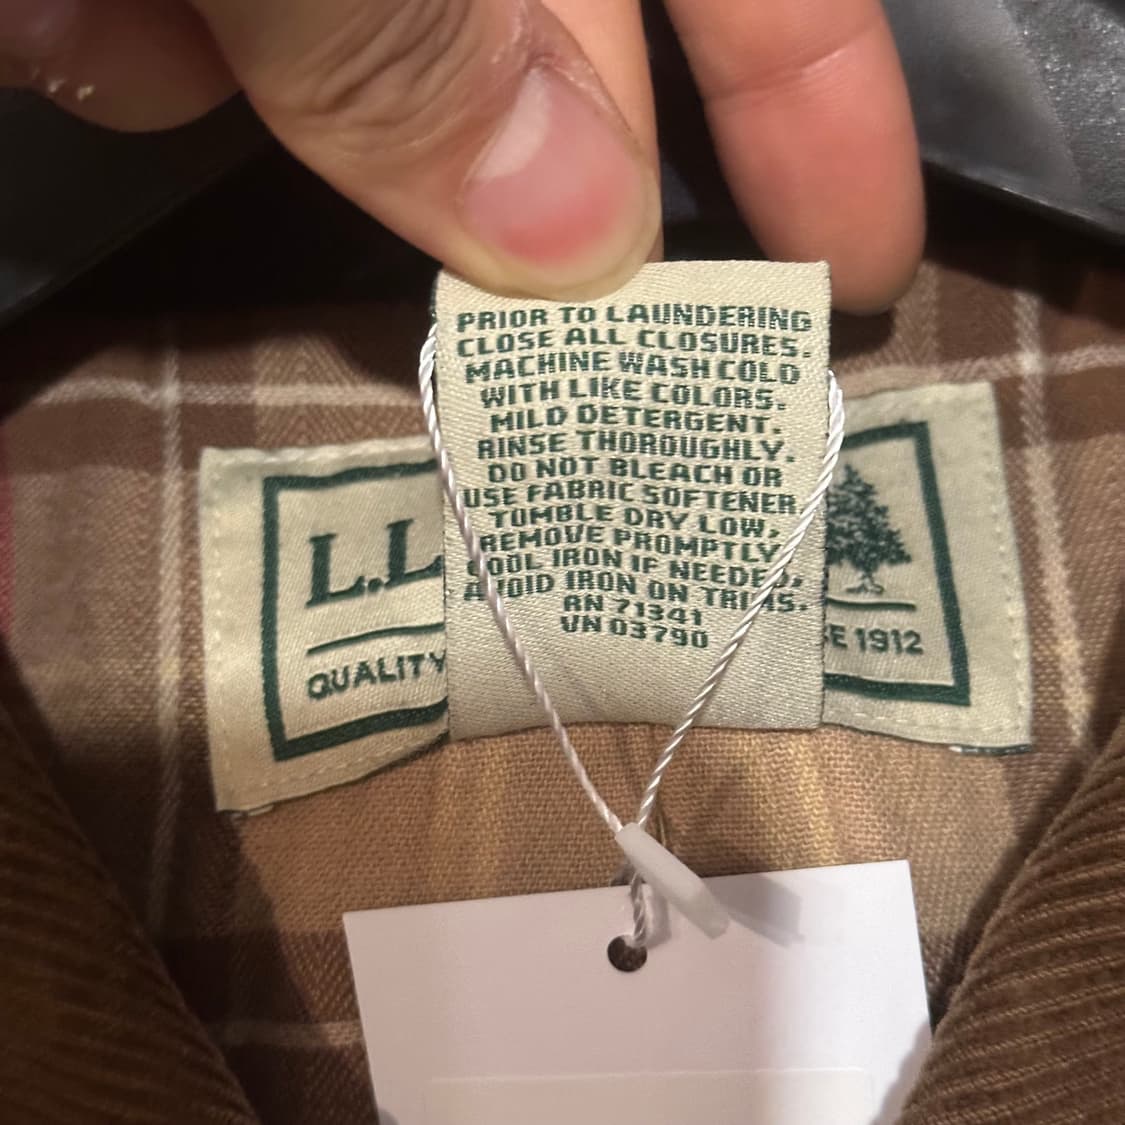 PRIOR TO LAUNDERING
CLOSE ALL CLOSURES.
MACHINE WASH COLD
WITH LIKE COLORS.
MILD DETERGENT.
RINSE THOROUGHLY.
DO NOT BLEACH OR
USE FABRIC SOFTENER
TUMBLE DRY LOW,
REMOVE PROMPTLY
COOL IRON IF NEEDED,
AVOID IRON ON TRIMS.
RN 71341
VN 03790
L.L
QUALITY
E 1912